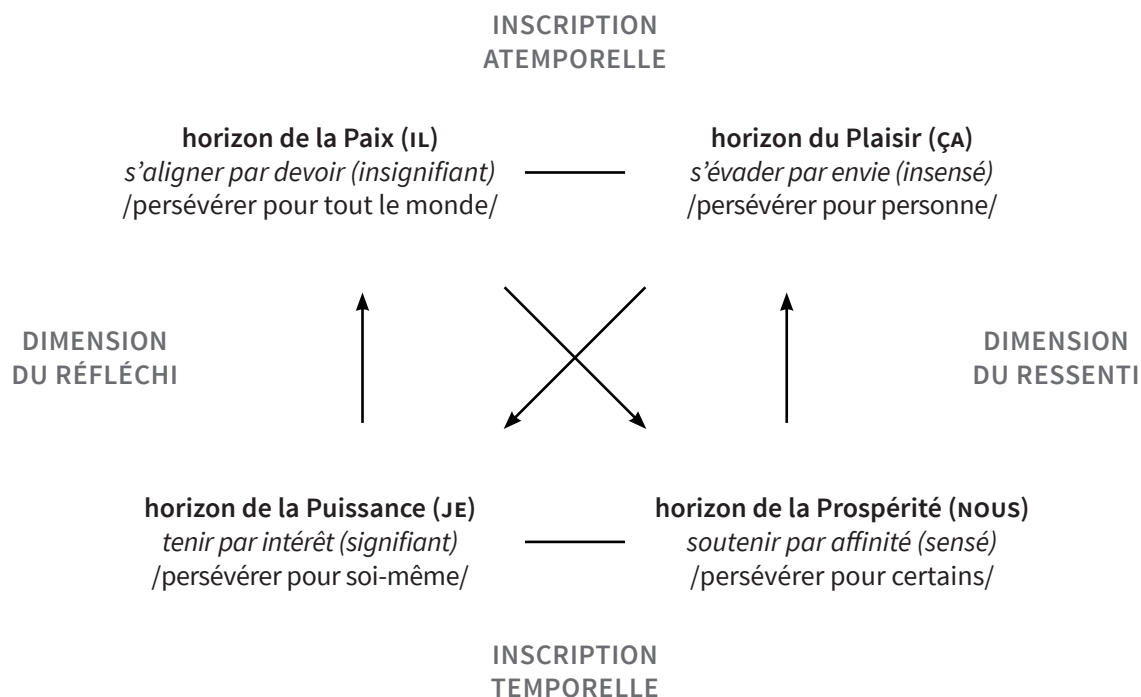 INSCRIPTION
ATEMPORELLE
horizon de la Paix (IL)
s’aligner par devoir (insignifiant)
/persévérer pour tout le monde/
horizon du Plaisir (ÇA)
s’évader par envie (insensé)
/persévérer pour personne/
DIMENSION
DU RÉFLÉCHI
DIMENSION
DU RESSENTI
horizon de la Puissance (JE)
tenir par intérêt (signifiant)
/persévérer pour soi-même/
horizon de la Prospérité (NOUS)
soutenir par affinité (sensé)
/persévérer pour certains/
INSCRIPTION
TEMPORELLE